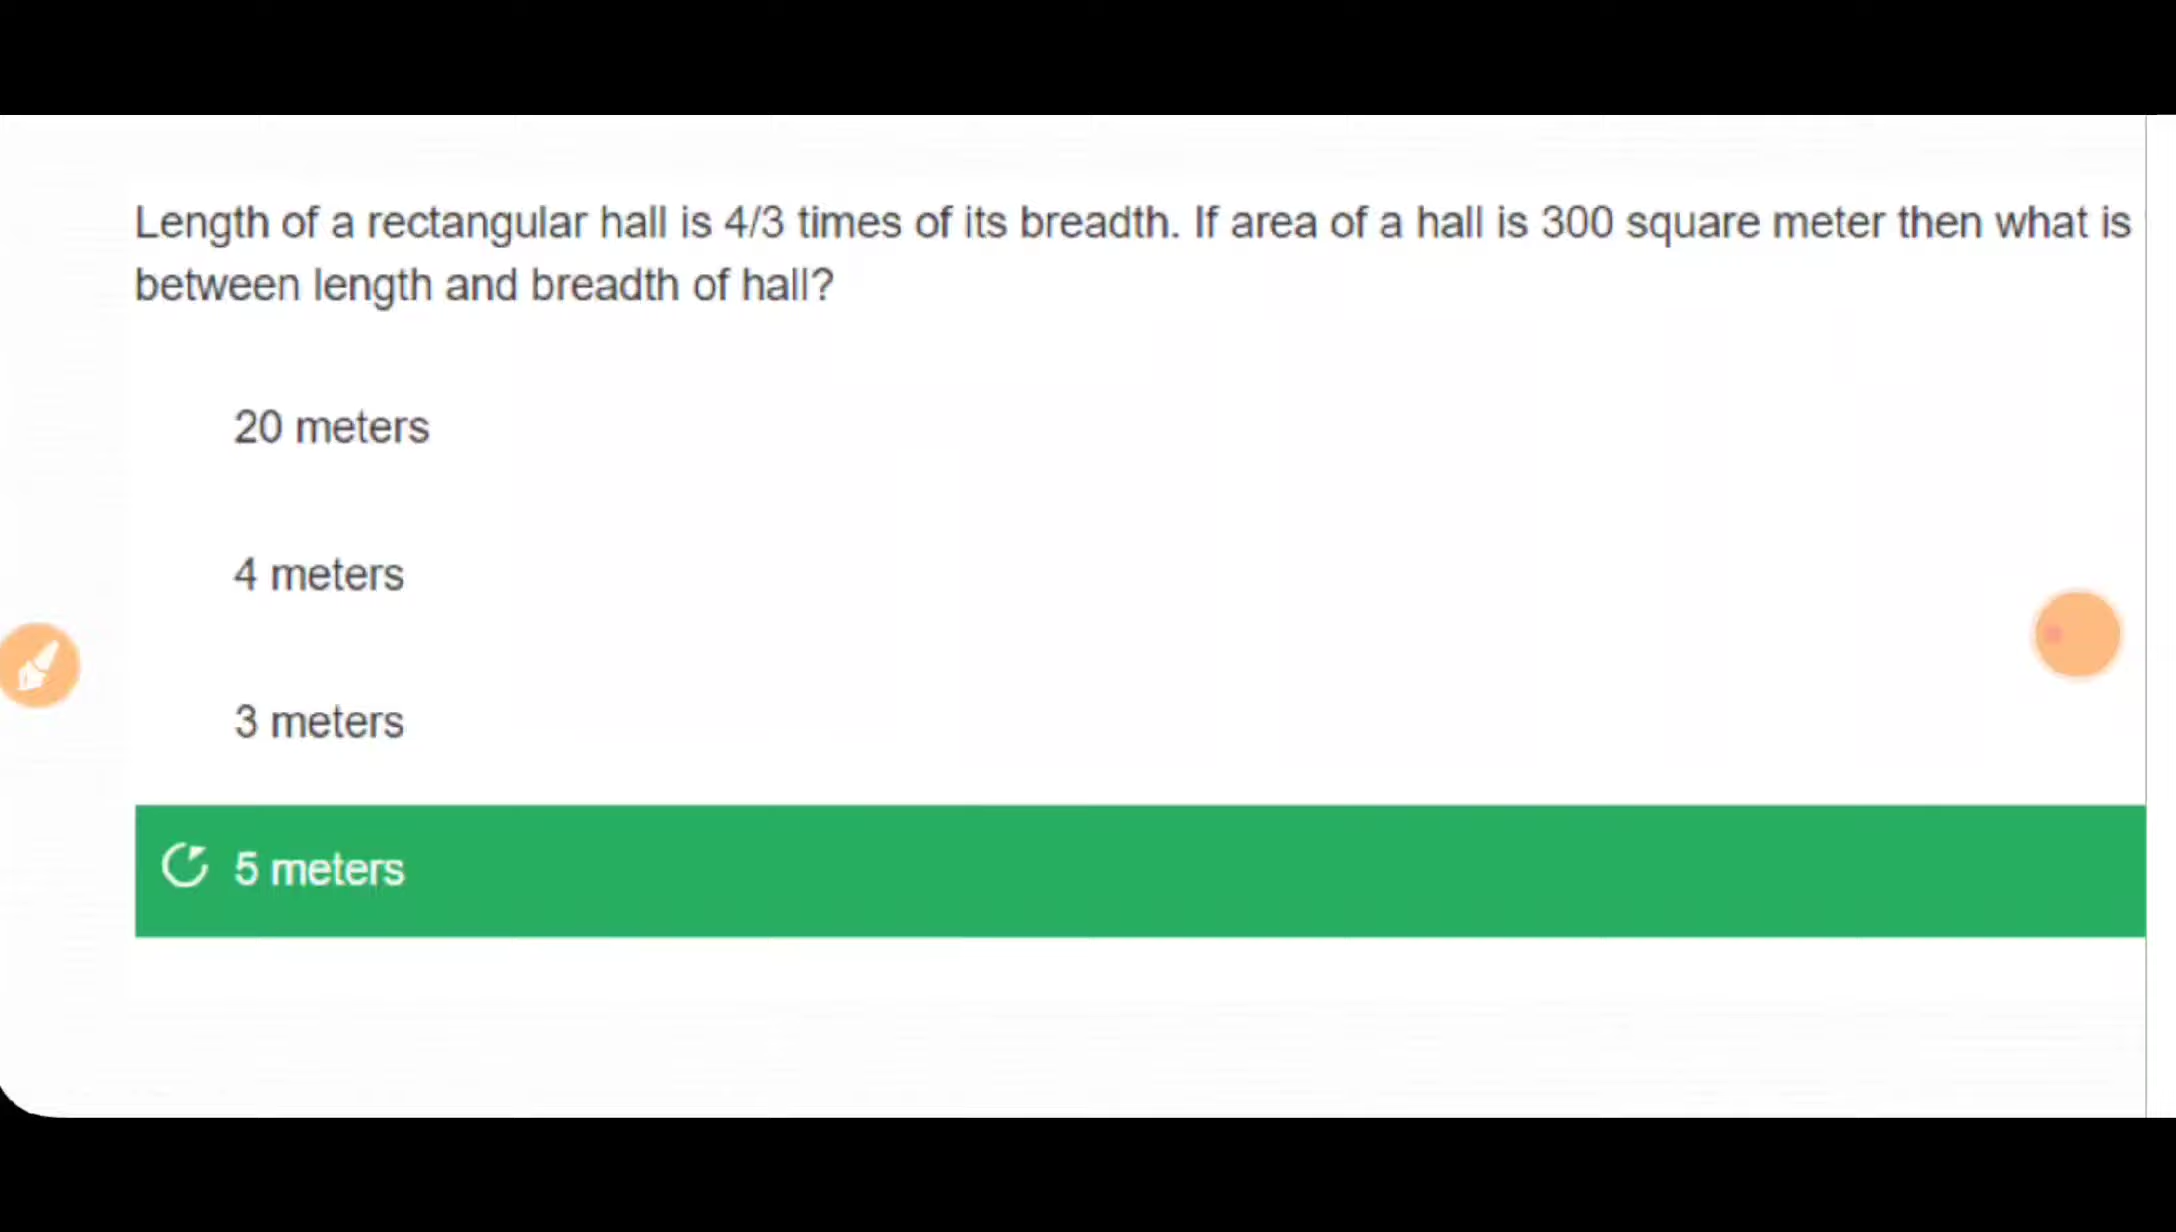 Length of a rectangular hall is 4/3 times of its breadth. If area of a hall is 300 square meter then what is
between length and breadth of hall?
20 meters
4 meters
3 meters
5 meters